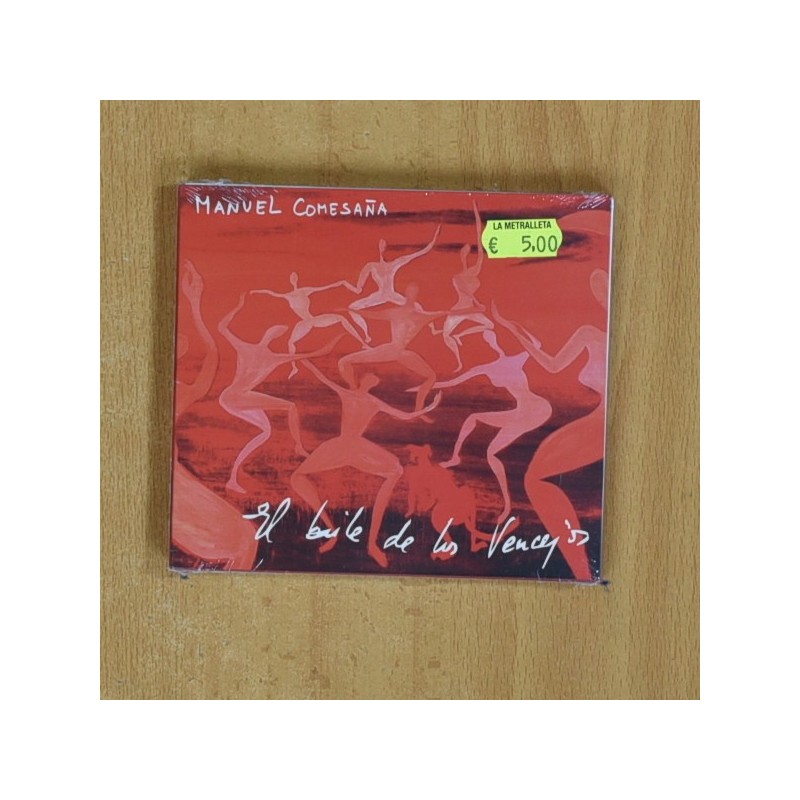 MANUEL COMESAÑA
LA METRALLETA
€ 5,00
El baile de los Vencejos